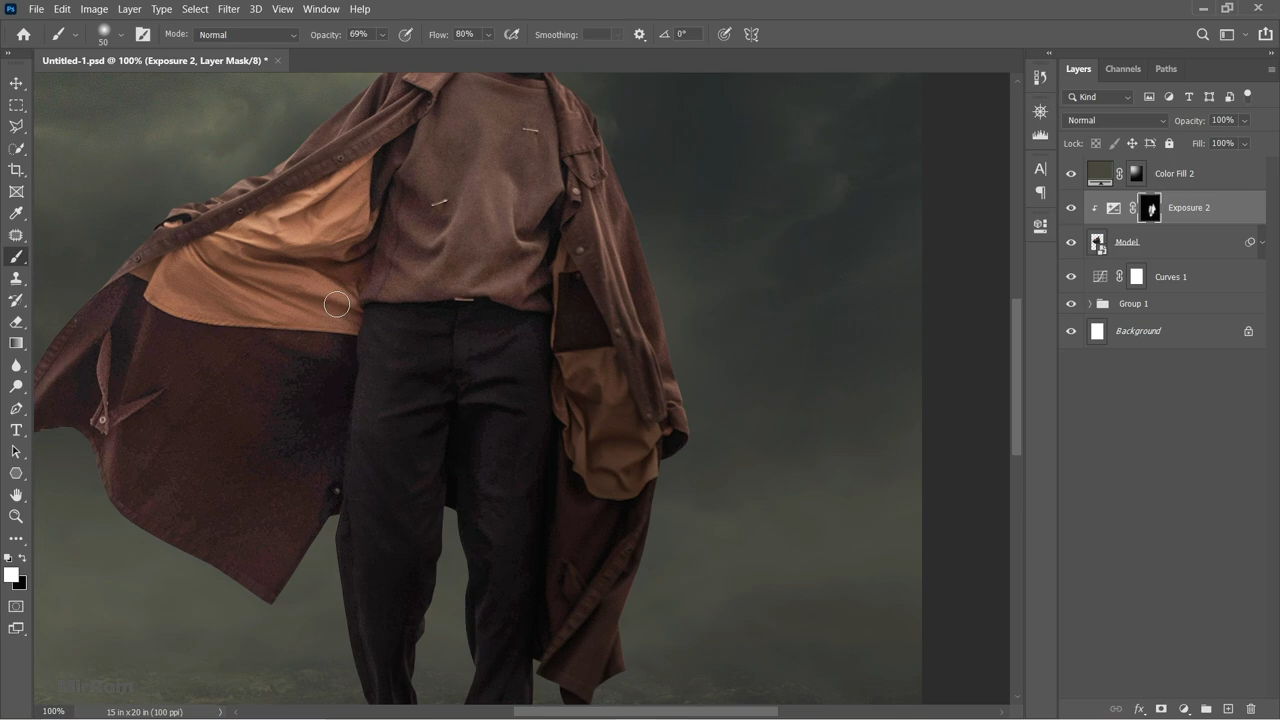 Ps File Edit Image Layer Type Select Filter 3D View Window Help
50 Mode: Normal Opacity: 69% Flow: 80% Smoothing: 0°
Untitled-1.psd @ 100% (Exposure 2, Layer Mask/8) *
Layers Channels Paths
Kind
Normal Opacity: 100%
Lock: Fill: 100%
Color Fill 2
Exposure 2
Model
Curves 1
Group 1
Background
100% 15 in x 20 in (100 ppi)